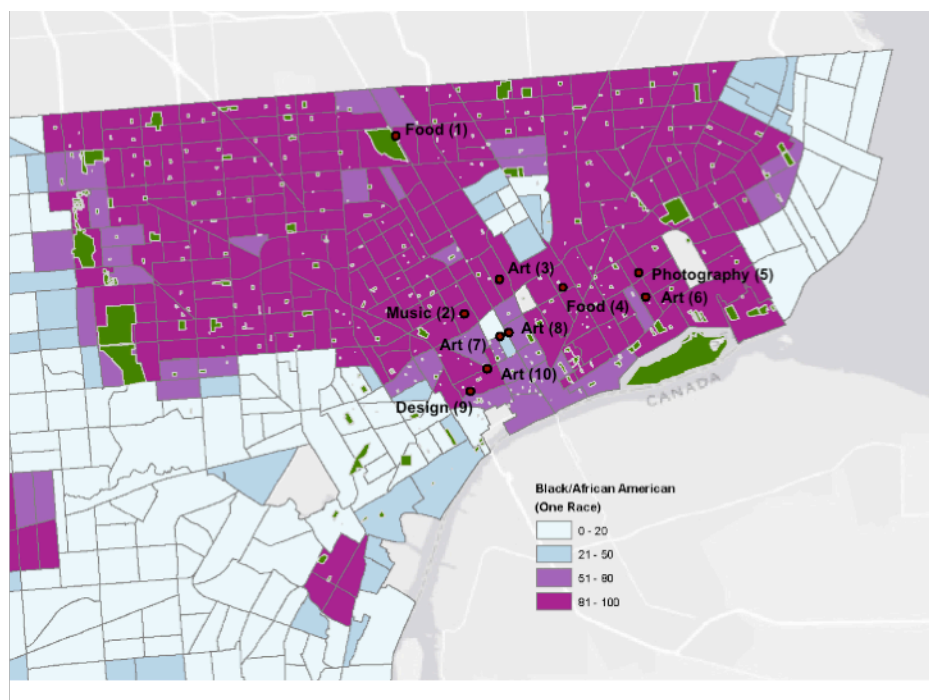 Food (1)
Art (3)
Photography (5)
Food (4)
Art (6)
Music (2)
Art (8)
Art (7)
Art (10)
Design (9)
CANADA
Black/African American
(One Race)
0 - 20
21 - 50
51 - 80
81 - 100